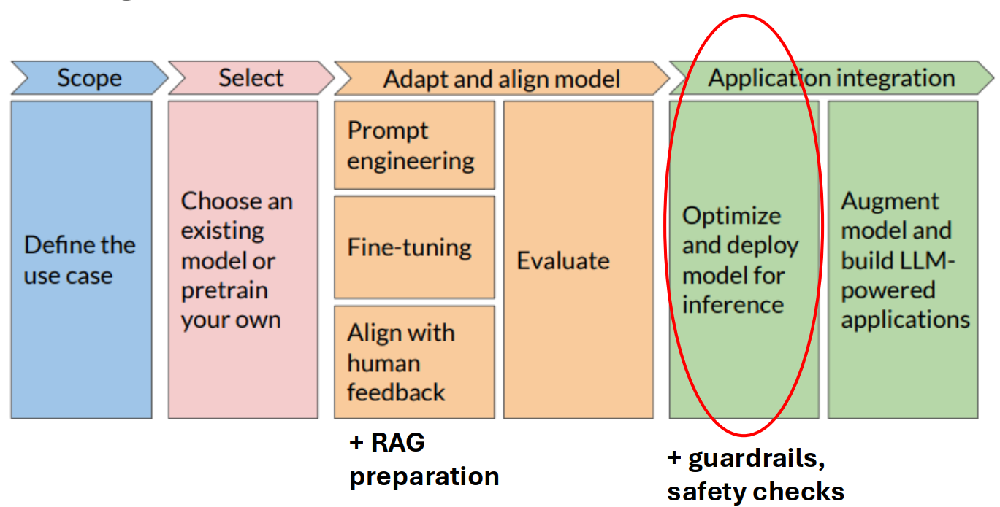 Scope
Select
Adapt and align model
Application integration
Define the
use case
Choose an
existing
model or
pretrain
your own
Prompt
engineering
Fine-tuning
Align with
human
feedback
Evaluate
Optimize
and deploy
model for
inference
Augment
model and
build LLM-
powered
applications
+ RAG
preparation
+ guardrails,
safety checks